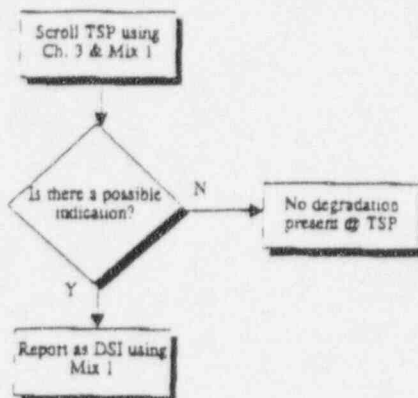 Scroll TSP using
Ch. 3 & Mix 1
Is there a possible
indication?
N
No degradation
present @ TSP
Y
Report as DSI using
Mix 1